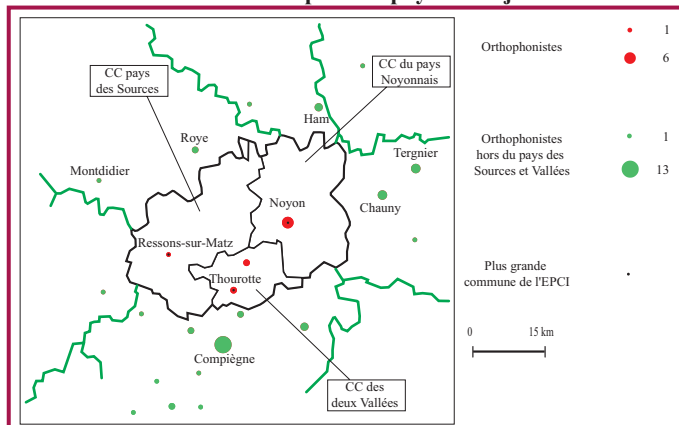 CC pays
des Sources
CC du pays
Noyonnais
Ham
Roye
Tergnier
Montdidier
Noyon
Chauny
Ressons-sur-Matz
Thourotte
Compiègne
CC des
deux Vallées
Orthophonistes
1
6
Orthophonistes
hors du pays des
Sources et Vallées
1
13
Plus grande
commune de l'EPCI
0 15 km